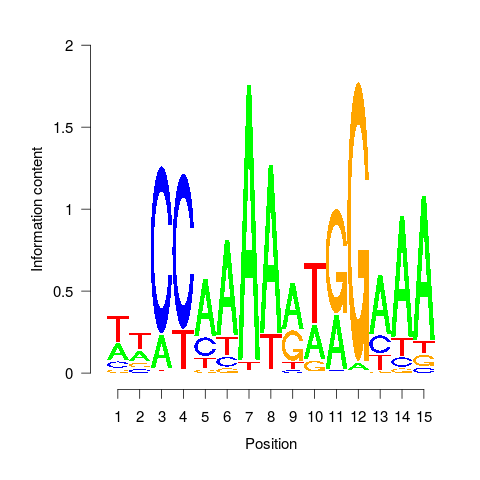 2
1.5
1
0.5
0
Information content
T A C G
T A G C
C A T
C T
A C T G
A T C G
A T
A T
A G T C
T A G
G A C
G A
A C T G
A T C G
A T G C
1 2 3 4 5 6 7 8 9 10 11 12 13 14 15
Position